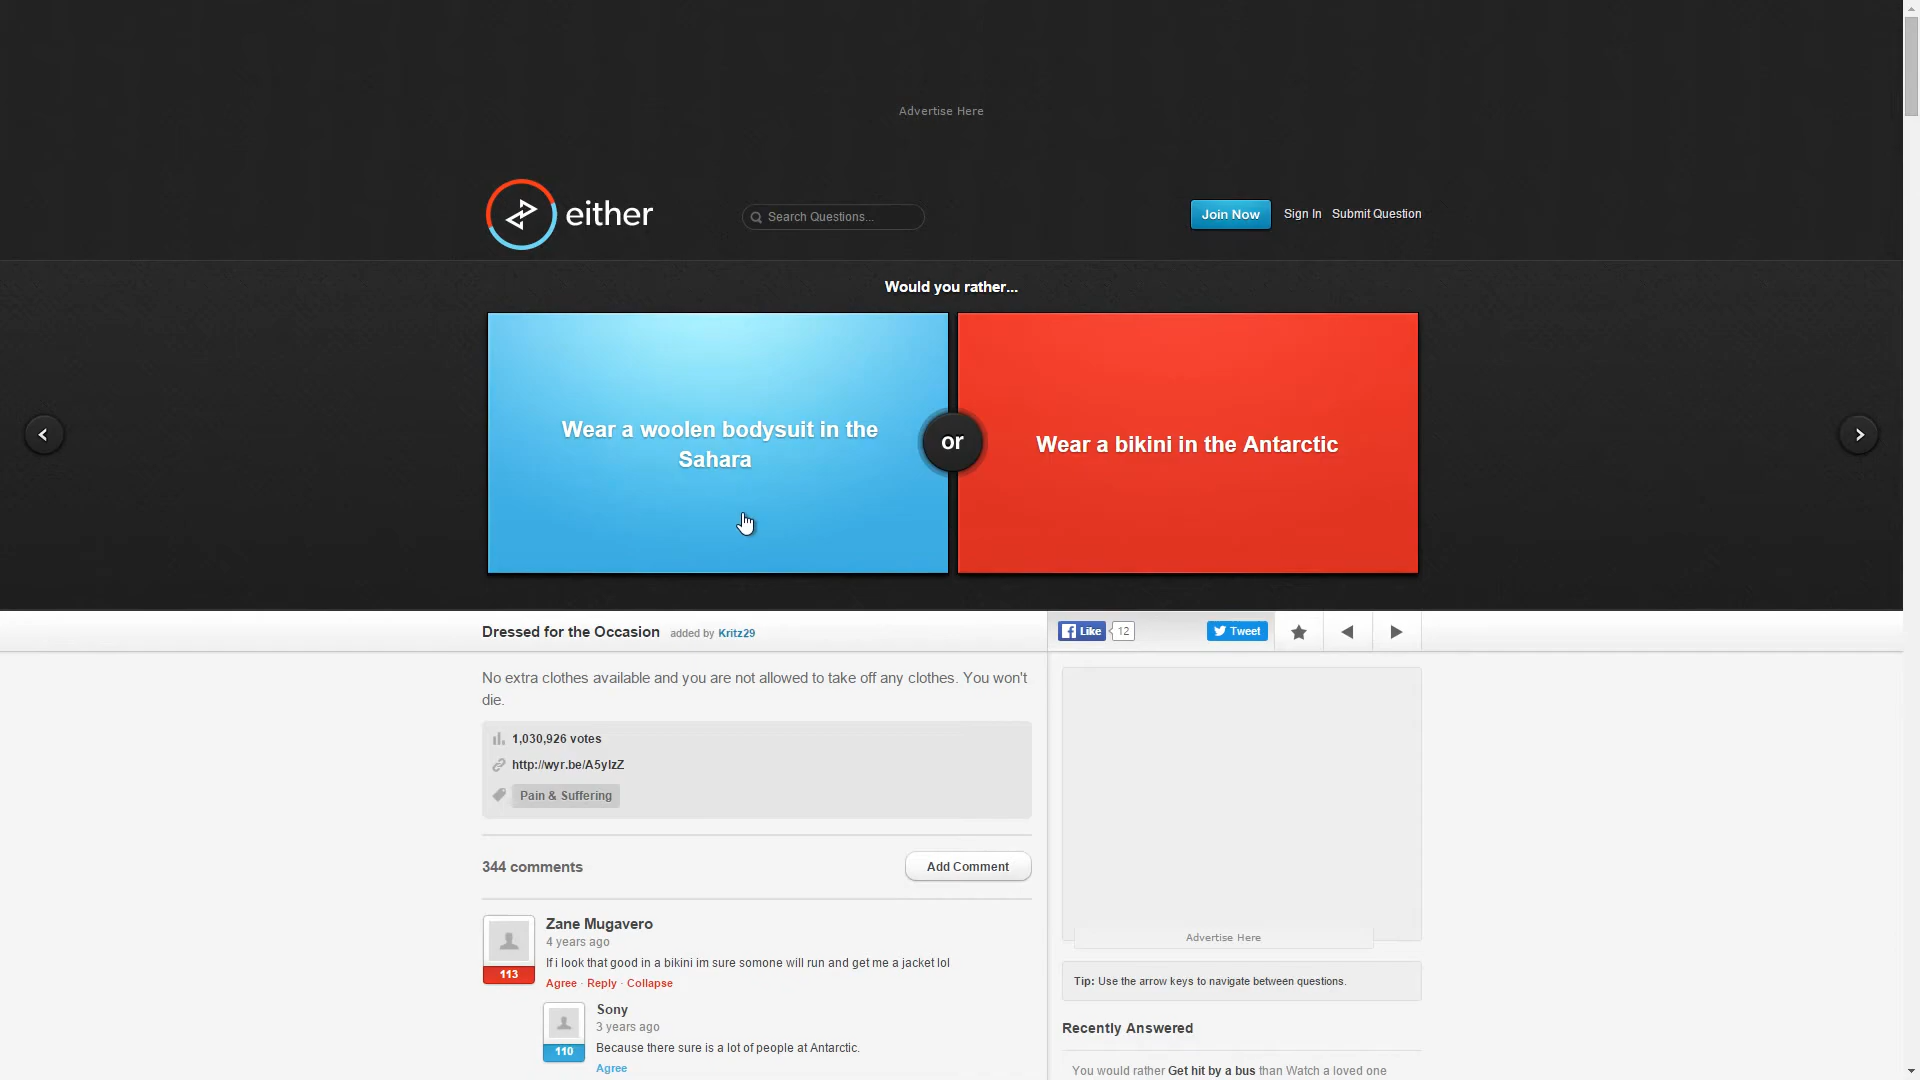 Advertise Here
either
Search Questions...
Join Now
Sign In
Submit Question
Would you rather...
Wear a woolen bodysuit in the
Sahara
or
Wear a bikini in the Antarctic
Dressed for the Occasion added by Kritz29
Like 12
Tweet
No extra clothes available and you are not allowed to take off any clothes. You won't
die.
1,030,926 votes
http://wyr.be/A5ylzZ
Pain & Suffering
344 comments
Add Comment
Zane Mugavero
4 years ago
If i look that good in a bikini im sure somone will run and get me a jacket lol
113
Agree · Reply · Collapse
Sony
3 years ago
Because there sure is a lot of people at Antarctic.
110
Agree
Advertise Here
Tip: Use the arrow keys to navigate between questions.
Recently Answered
You would rather Get hit by a bus than Watch a loved one